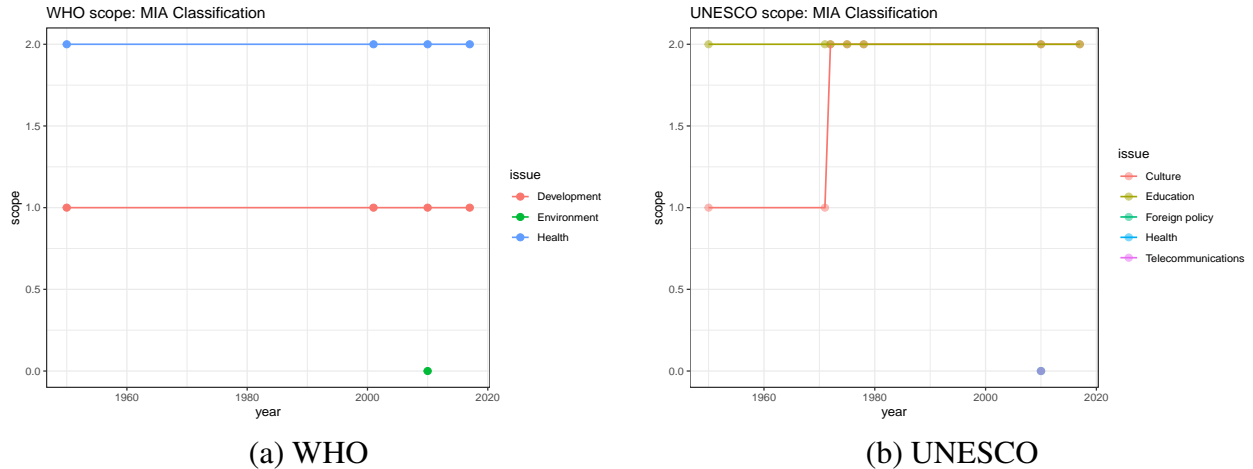 WHO scope: MIA Classification
2.0
1.5
1.0
0.5
0.0
scope
1960
1980
2000
2020
year
issue
Development
Environment
Health
(a) WHO
UNESCO scope: MIA Classification
2.0
1.5
1.0
0.5
0.0
scope
1960
1980
2000
2020
year
issue
Culture
Education
Foreign policy
Health
Telecommunications
(b) UNESCO